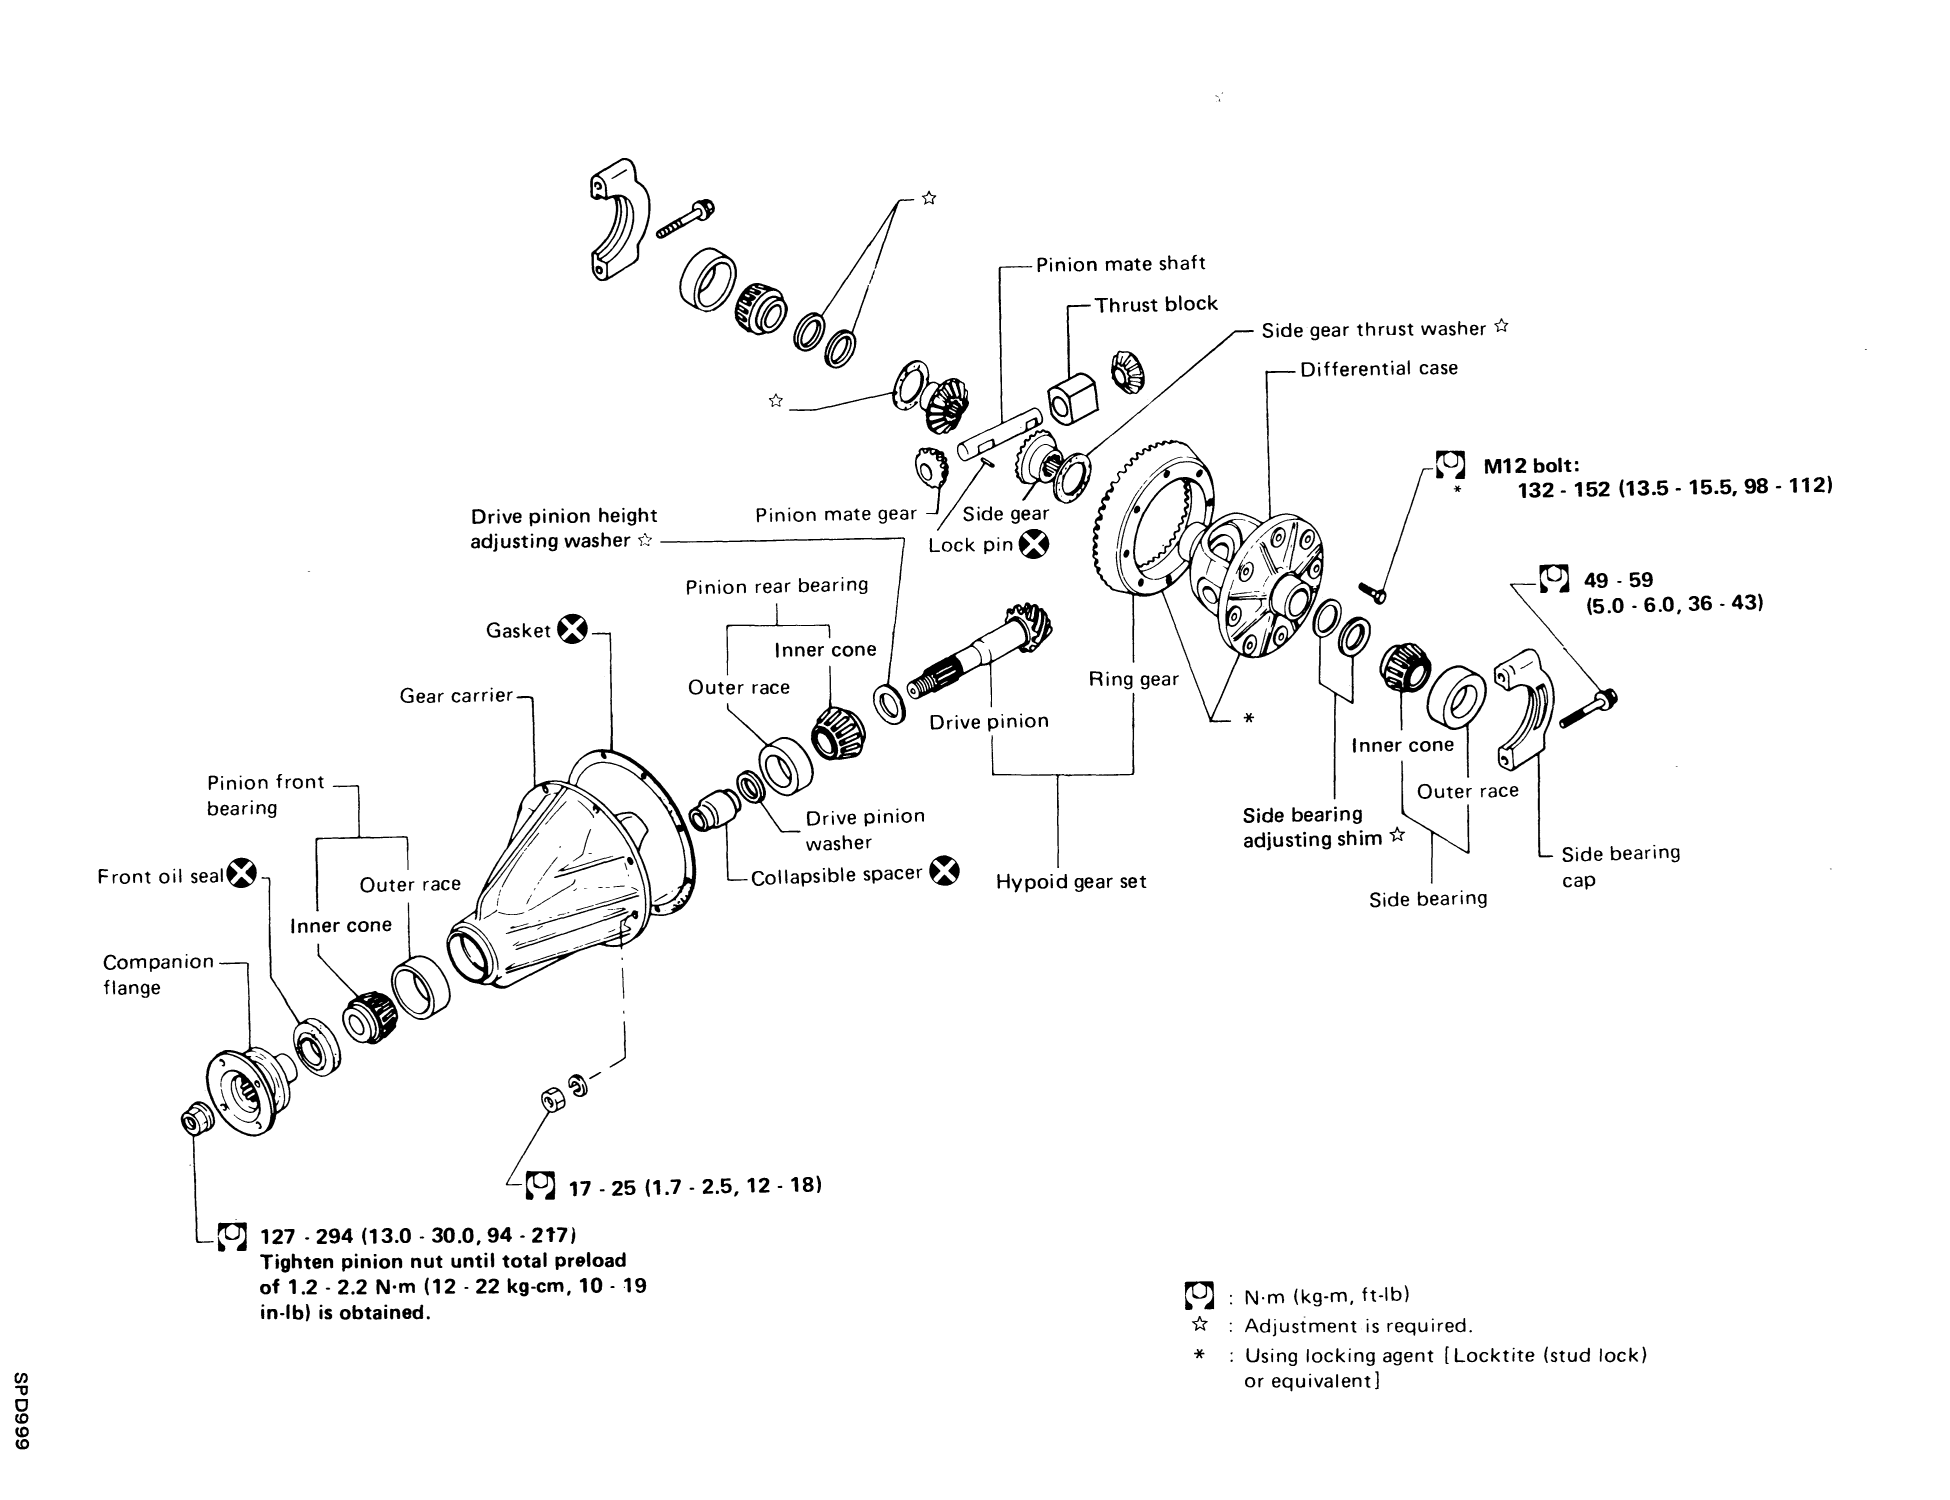 ☆
Pinion mate shaft
Thrust block
Side gear thrust washer ☆
Differential case
☆
M12 bolt:
* 132 - 152 (13.5 - 15.5, 98 - 112)
Drive pinion height
adjusting washer ☆
Pinion mate gear
Side gear
Lock pin
49 - 59
(5.0 - 6.0, 36 - 43)
Pinion rear bearing
Gasket
Inner cone
Outer race
Gear carrier
Ring gear
Drive pinion
*
Inner cone
Outer race
Pinion front
bearing
Drive pinion
washer
Side bearing
adjusting shim ☆
Collapsible spacer
Hypoid gear set
Side bearing
cap
Side bearing
Front oil seal
Outer race
Inner cone
Companion
flange
17 - 25 (1.7 - 2.5, 12 - 18)
127 - 294 (13.0 - 30.0, 94 - 217)
Tighten pinion nut until total preload
of 1.2 - 2.2 N·m (12 - 22 kg-cm, 10 - 19
in-lb) is obtained.
: N·m (kg-m, ft-lb)
☆ : Adjustment is required.
* : Using locking agent [Locktite (stud lock)
or equivalent]
SPD999